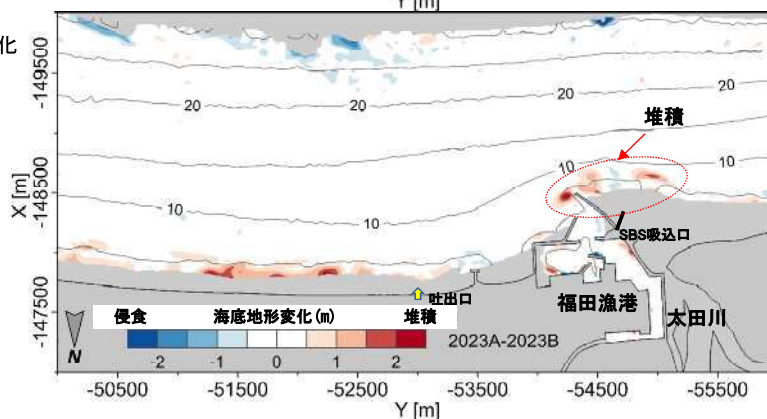 Y [m]
化
-149500
20
20
20
堆積
10
10
X [m]
-148500
10
10
SBS吸込口
吐出口
福田漁港
太田川
-147500
侵食 海底地形変化(m) 堆積
-2 -1 0 1 2
2023A-2023B
N
-50500 -51500 -52500 -53500 -54500 -55500
Y [m]